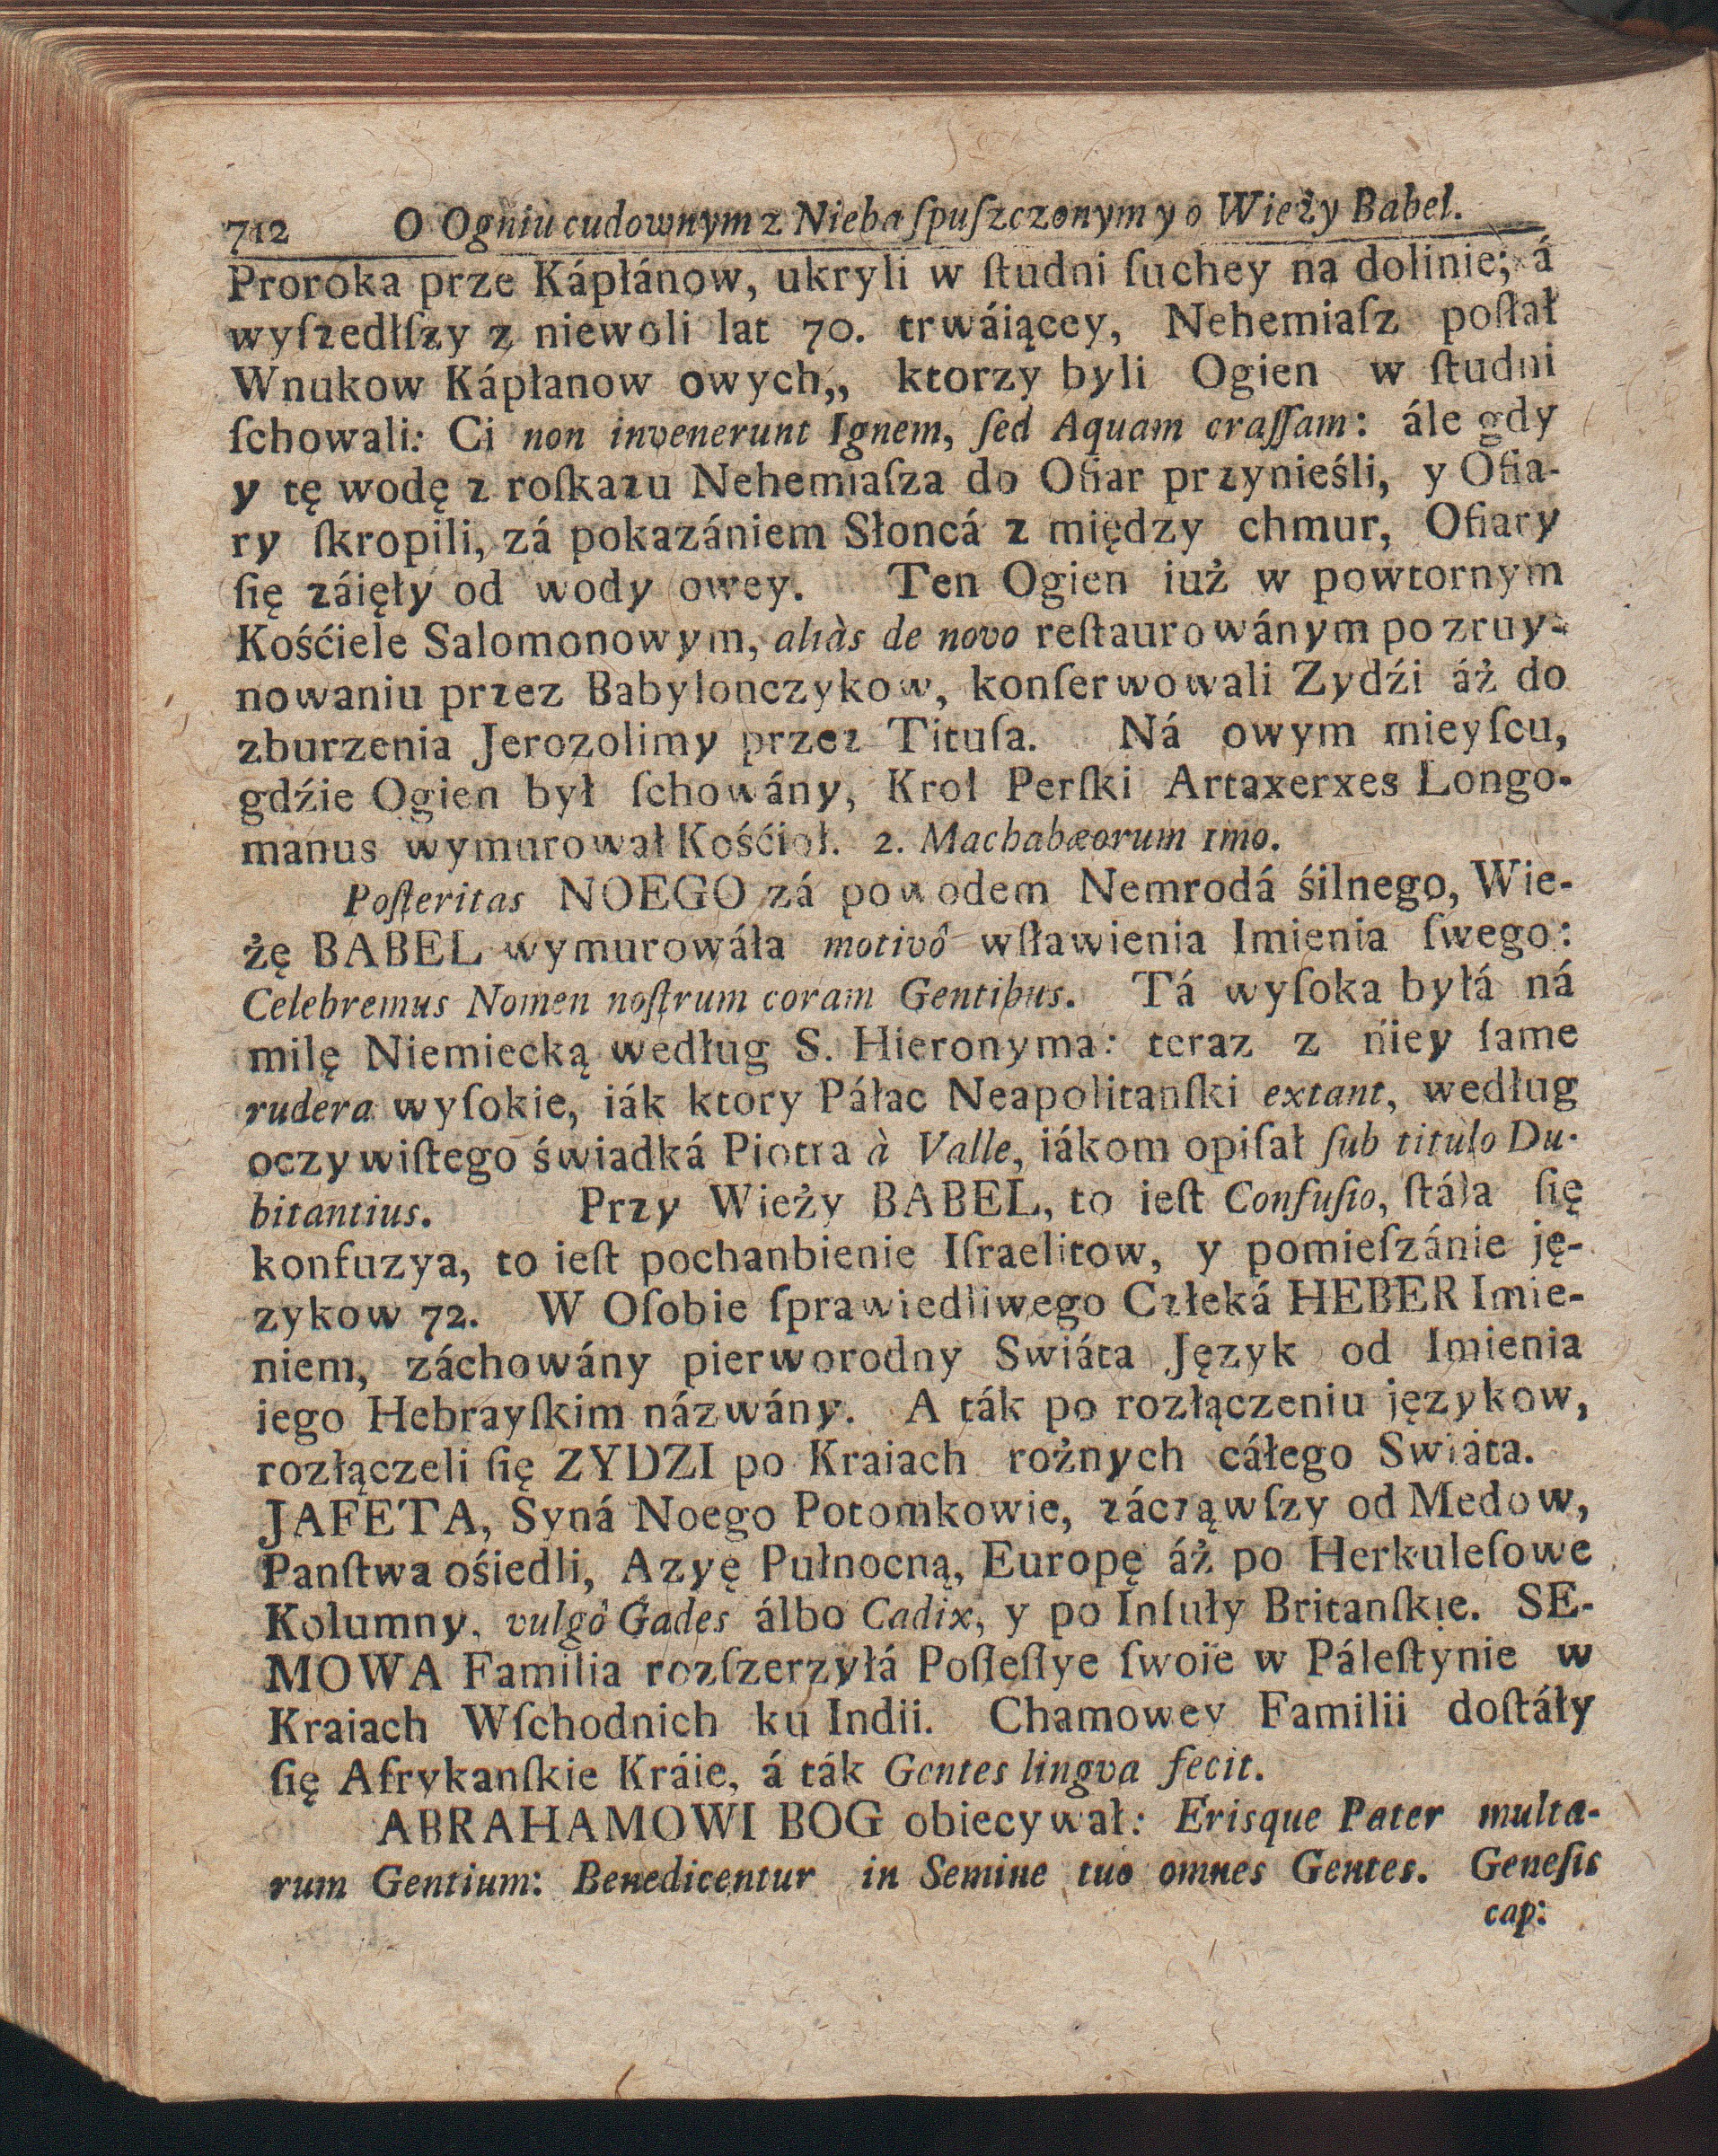 712 O Ogniu cudownym z Nieba ſpuſzczonym y o Wieży Babel.
Proroka prze Kápłánow, ukryli w ſtudni ſuchey na dolinie; á
wyſzedłſzy z niewoli lat 70. trwáiącey, Nehemiaſz poſłał
Wnukow Kápłanow owych,, ktorzy byli Ogien w ſtudni
ſchowali: Ci non invenerunt Ignem, ſed Aquam craſſam: ále gdy
y tę wodę z roſkazu Nehemiaſza do Ofiar przynieśli, y Ofia-
ry ſkropili, zá pokazániem Słoncá z między chmur, Ofiary
ſię záięły od wody owey. Ten Ogien iuż w powtornym
Kośćiele Salomonowym, aliàs de novo reſtaurowánym po zruy-
nowaniu przez Babylonczykow, konſerwowali Zydźi áż do
zburzenia Jerozolimy przez Tituſa. Ná owym mieyſcu,
gdźie Ogien był ſchowány, Krol Perſki Artaxerxes Longo-
manus wymurował Kośćioł. 2. Machabæorum 1mo.
Poſteritas NOEGO zá powodem Nemrodá śilnego, Wie-
żę BABEL wymurowáła motivô wſławienia Imienia ſwego:
Celebremus Nomen noſtrum coram Gentibus. Tá wyſoka byłá ná
milę Niemiecką według S. Hieronyma: teraz z niey ſame
rudera wyſokie, iák ktory Páłac Neapolitanſki extant, według
oczywiſtego świadká Piotra à Valle, iákom opiſał ſub titulo Du-
bitantius. Przy Wieży BABEL, to ieſt Confuſio, ſtáła ſię
konfuzya, to ieſt pochanbienie Iſraelitow, y pomieſzánie ję-
zykow 72. W Oſobie ſprawiedliwego Człeká HEBER Imie-
niem, záchowány pierworodny Swiáta Język od Imienia
iego Hebrayſkim názwány. A ták po rozłączeniu językow,
rozłączeli ſię ZYDZI po Kraiach rożnych cáłego Swiáta.
JAFETA, Syná Noego Potomkowie, zácząwſzy od Medow,
Panſtwa ośiedli, Azyę Pułnocną, Europę áż po Herkuleſowe
Kolumny, vulgò Gades álbo Cadix, y po Inſuły Britanſkie. SE-
MOWA Familia rozſzerzyłá Poſſeſſye ſwoie w Páleſtynie w
Kraiach Wſchodnich ku Indii. Chamowey Familii doſtáły
ſię Afrykanſkie Kráie, á ták Gentes lingva fecit.
ABRAHAMOWI BOG obiecywał: Erisque Pater multa-
rum Gentium: Benedicentur in Semine tuo omnes Gentes. Geneſis
cap: